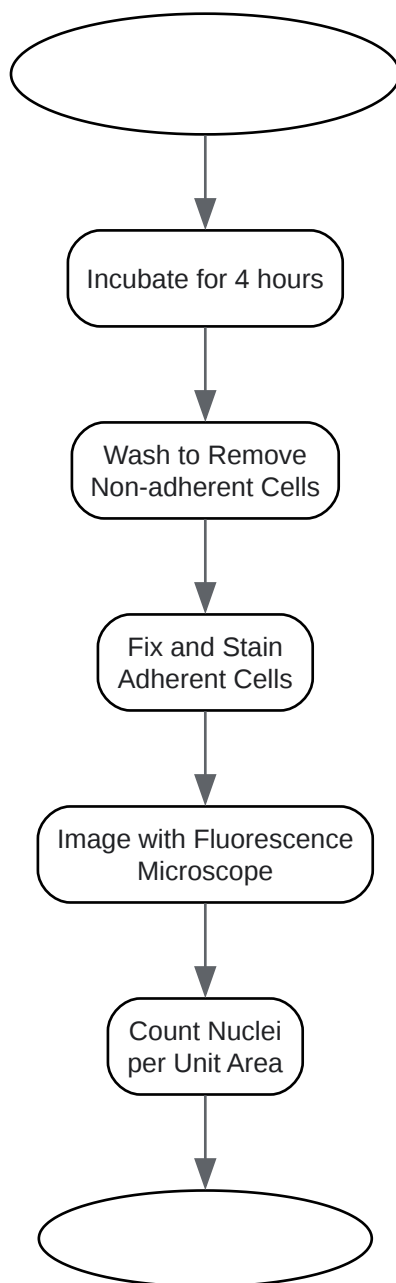 Incubate for 4 hours
Wash to Remove
Non-adherent Cells
Fix and Stain
Adherent Cells
Image with Fluorescence
Microscope
Count Nuclei
per Unit Area